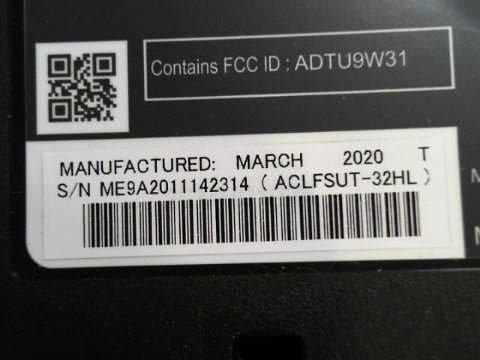 Contains FCC ID : ADTU9W31
MANUFACTURED: MARCH 2020 T
S/N ME9A2011142314 ( ACLFSUT-32HL )
M